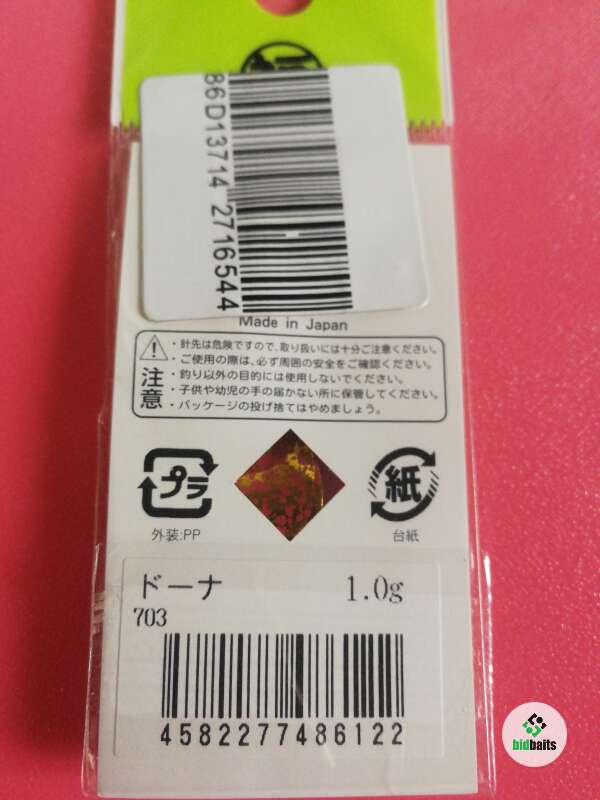 86D13714 2716544
Made in Japan
注意
・針先は危険ですので、取り扱いには十分ご注意ください。
・ご使用の際は、必ず周囲の安全をご確認ください。
・釣り以外の目的には使用しないでください。
・子供や幼児の手の届かない所に保管してください。
・パッケージの投げ捨てはやめましょう。
プラ
紙
外装:PP
台紙
ドーナ 1.0g
703
4582277486122
bidbaits